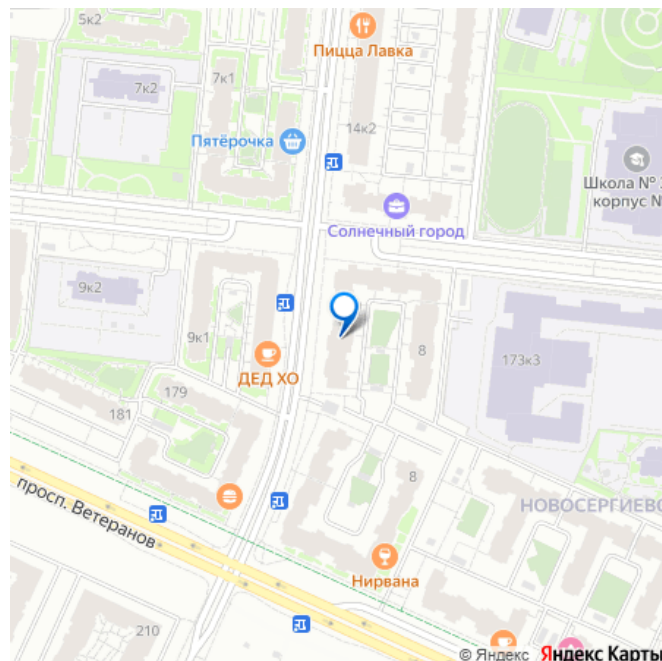 5к2
Пицца Лавка
7к1
7к2
14к2
Пятёрочка
Школа №
корпус №
Солнечный город
9к2
9к1
8
173к3
ДЕД ХО
179
181
8
просп. Ветеранов
НОВОСЕРГИЕВО
Нирвана
210
© Яндекс Яндекс Карты